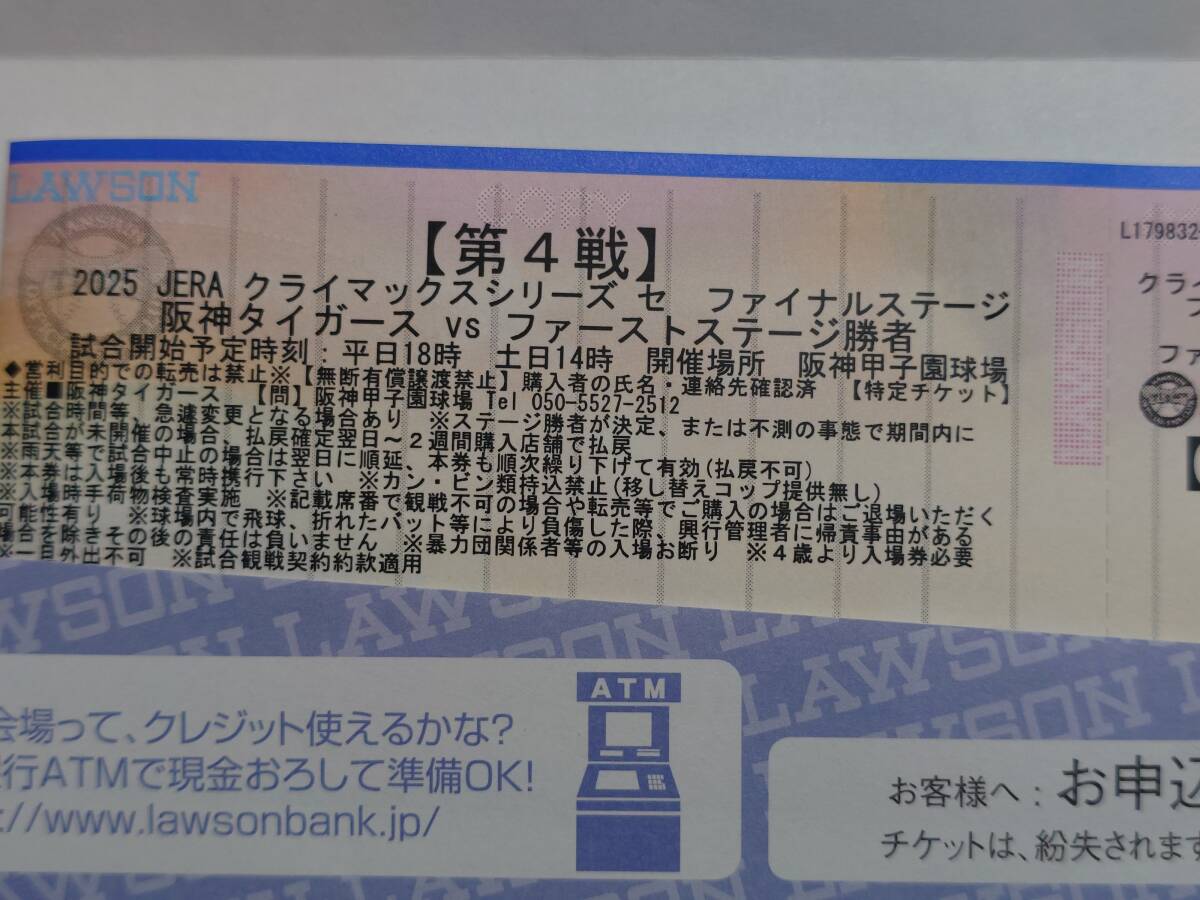 LAWSON
COPY
【第4戦】
L179832-
2025 JERA クライマックスシリーズ セ ファイナルステージ
阪神タイガース vs ファーストステージ勝者
試合開始予定時刻：平日18時 土日14時 開催場所 阪神甲子園球場
◆営利目的での転売は禁止※【無断有償譲渡禁止】購入者の氏名・連絡先確認済 【特定チケット】
主催■阪神タイガース【問】阪神甲子園球場 Tel 050-5527-2512
※試合時間等、急遽変更となる場合あり ※ステージ勝者が決定、または不測の事態で期間内に
本試合が未開催の場合、払戻確定翌日～2週間購入店舗で払戻
※雨天等で中止の場合は翌日に順延、本券も順次繰り下げて有効(払戻不可)
※本券は入場後も常時携行下さい ※カン・ビン類持込禁止(移し替えコップ提供無し)
※入場時手荷物検査実施 ※記載席番で観戦不可の場合や転売等でご購入の場合はご退場いただく
可能性有り ※球場内で飛球、折れたバット等により負傷した際、興行管理者に帰責事由がある
場合を除き、その後の責任は負いません ※暴力団関係者等の入場お断り ※4歳より入場券必要
一旦外出不可 ※試合観戦契約約款適用
クライ
フ
ファ
ATM
会場って、クレジット使えるかな?
行ATMで現金おろして準備OK!
://www.lawsonbank.jp/
お客様へ：お申込
チケットは、紛失されます
LAWSON LAWSON LAWSON